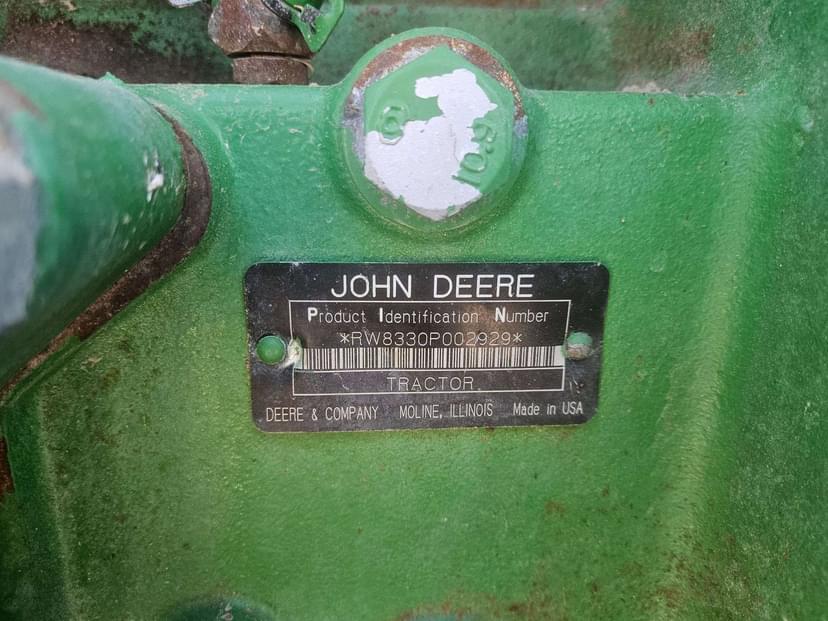 10.9
JOHN DEERE
Product Identification Number
*RW8330P002929*
TRACTOR
DEERE & COMPANY MOLINE, ILLINOIS Made in USA